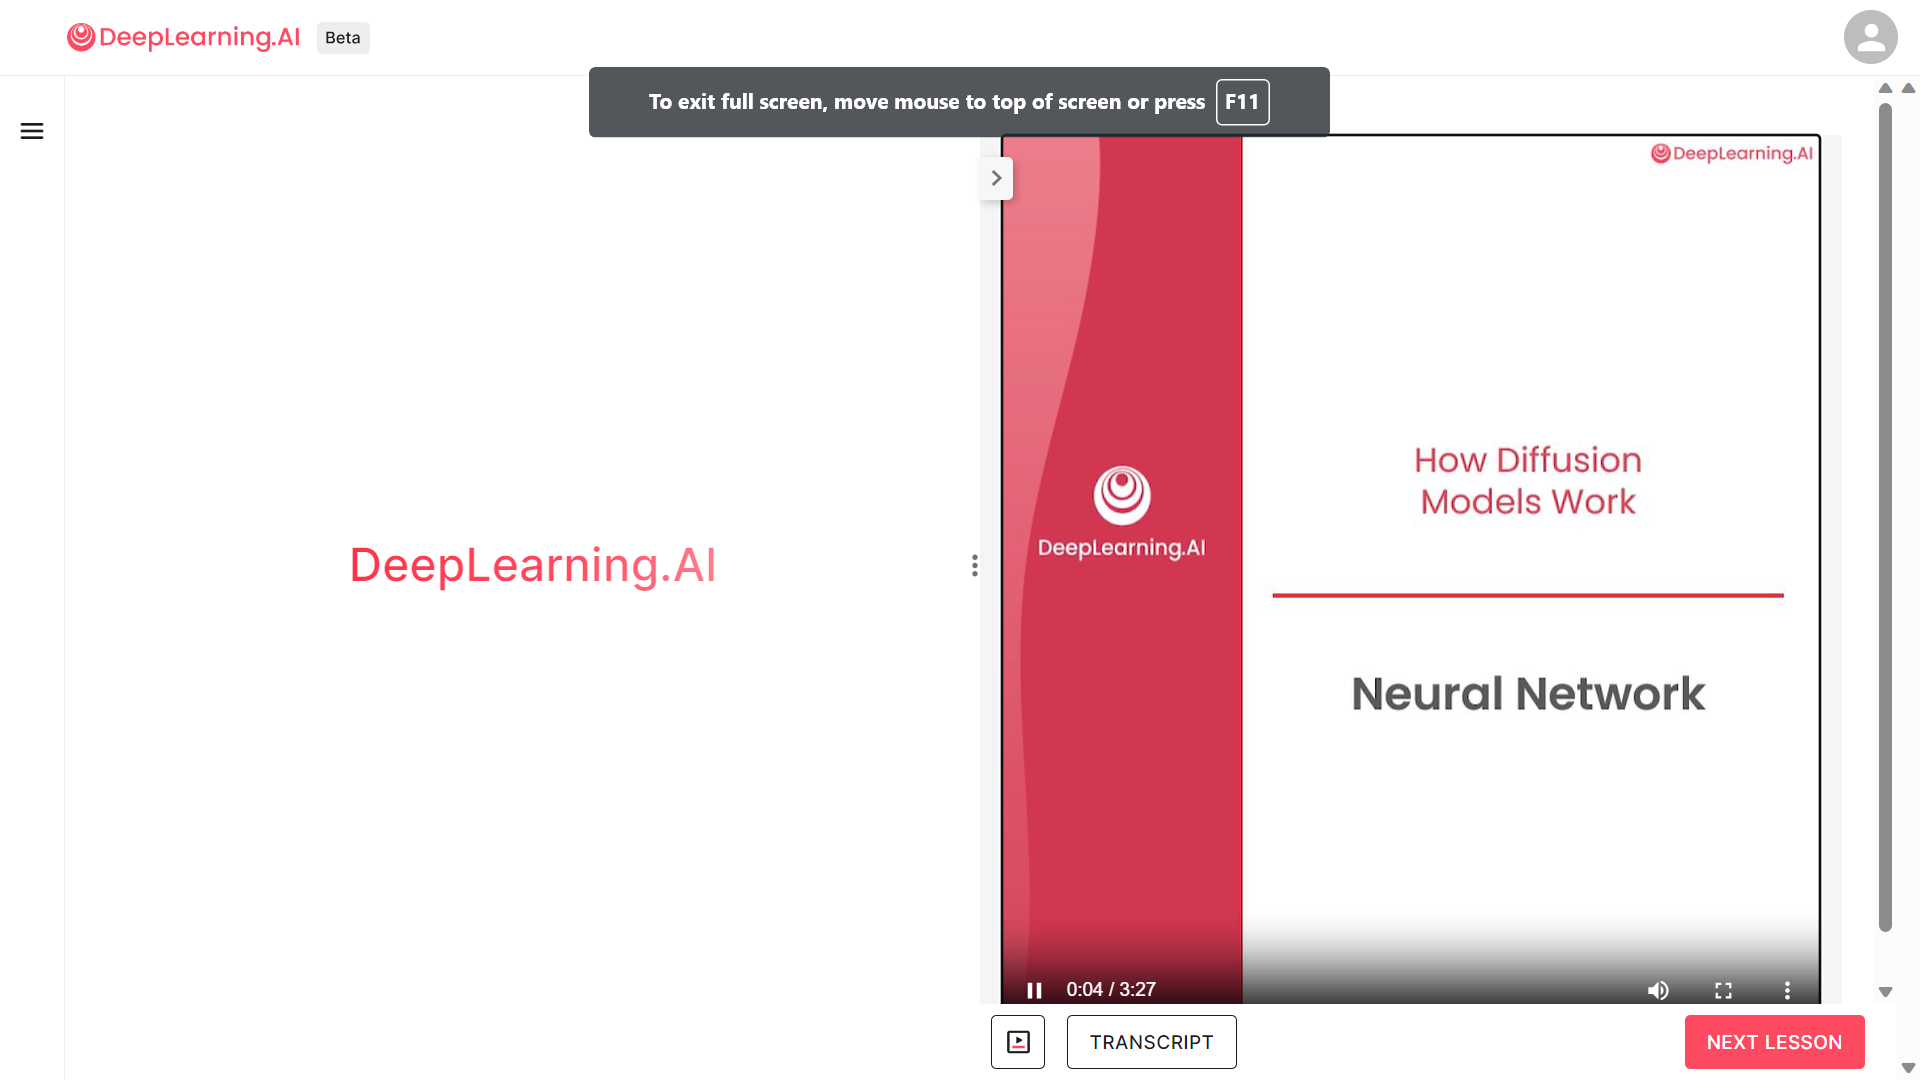 DeepLearning.AI Beta
To exit full screen, move mouse to top of screen or press F11
DeepLearning.AI
How Diffusion
Models Work
DeepLearning.AI
DeepLearning.AI
Neural Network
0:04 / 3:27
TRANSCRIPT
NEXT LESSON